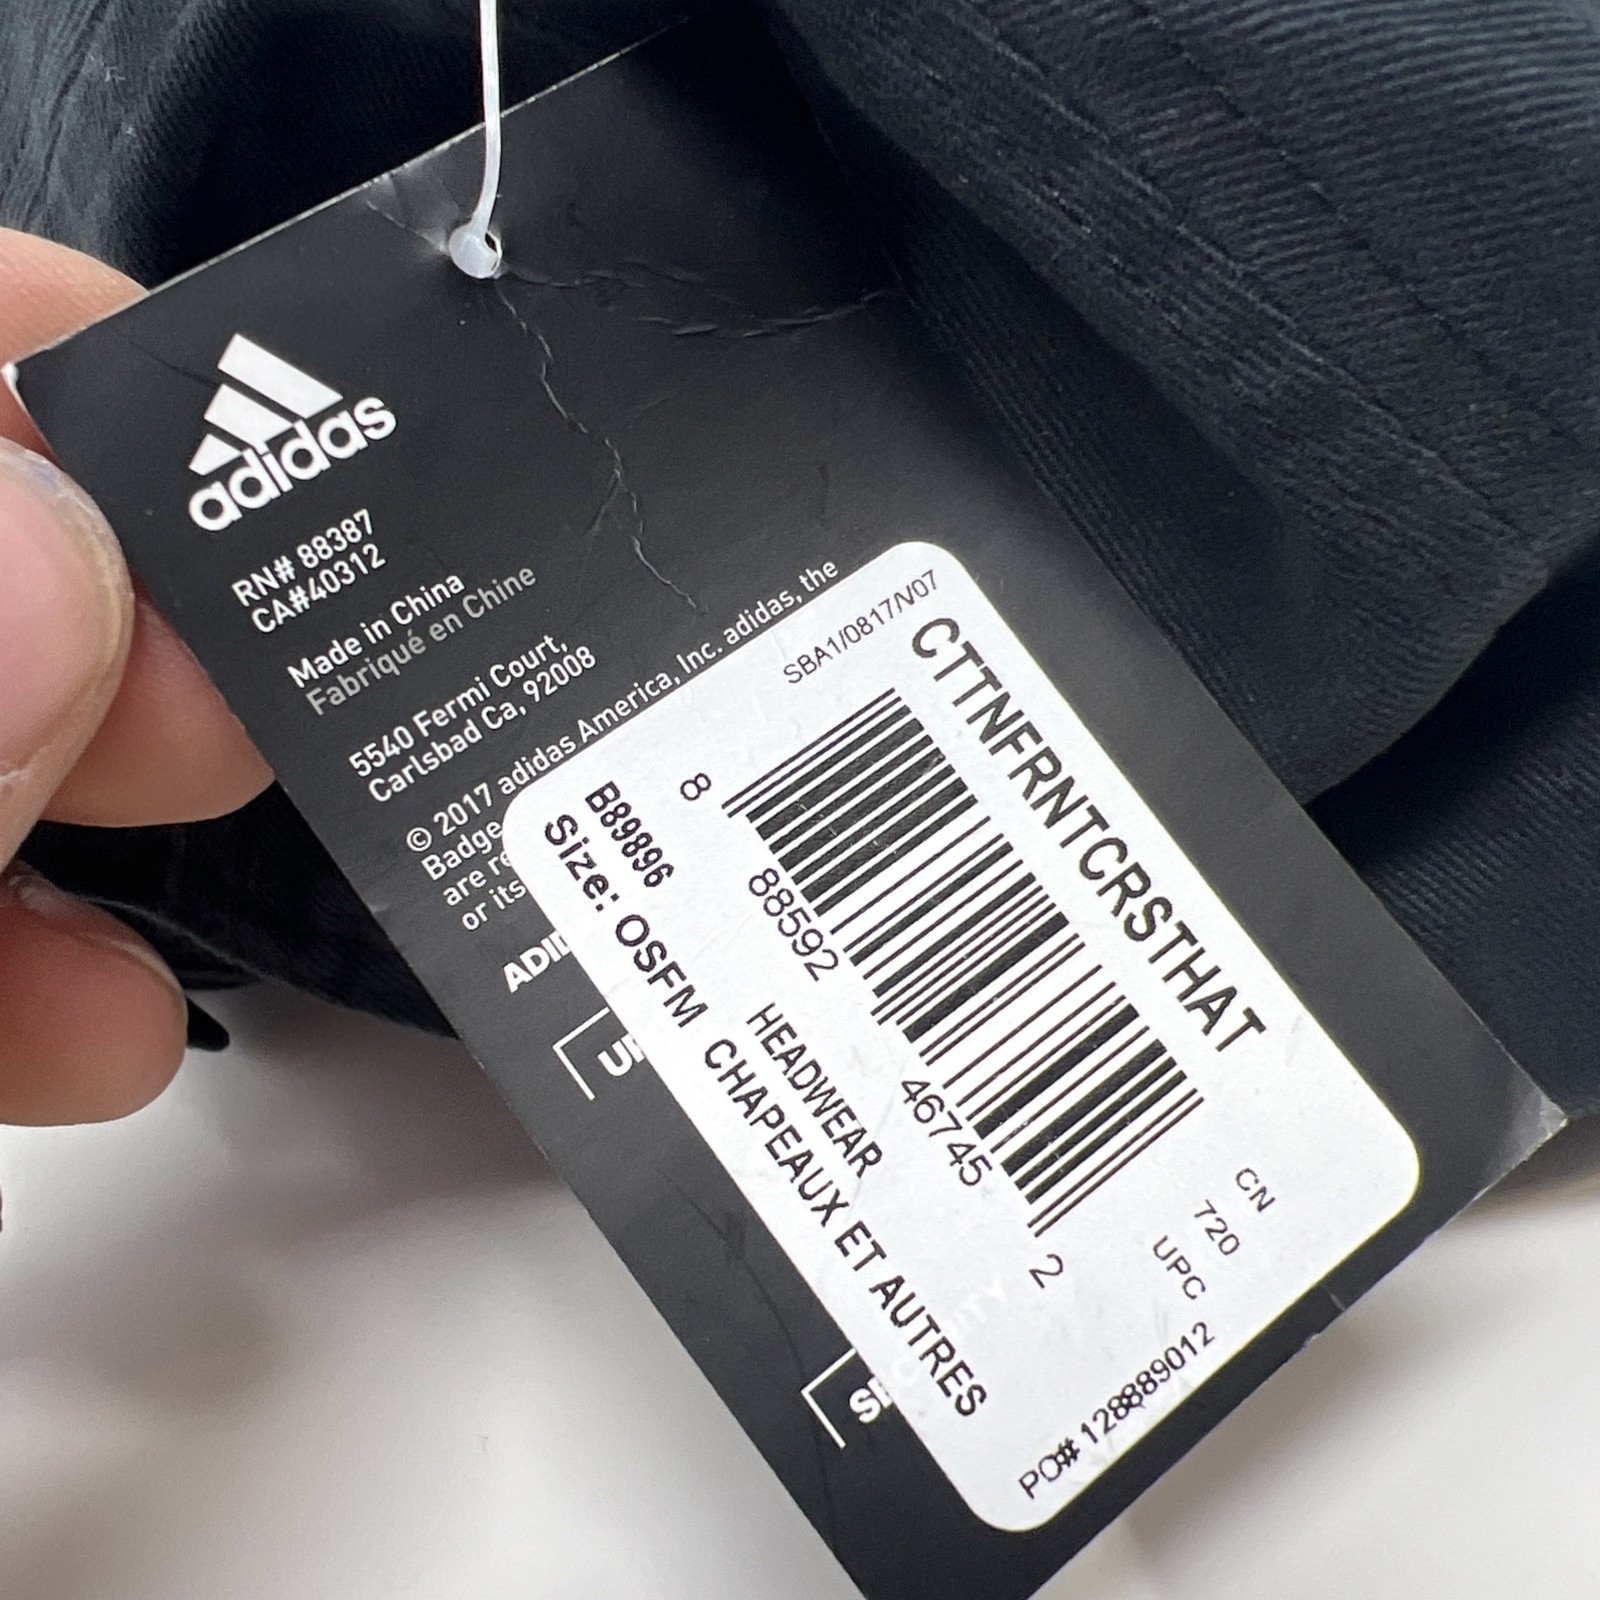 adidas
RN# 88387
CA#40312
Made in China
Fabriqué en Chine
5540 Fermi Court,
Carlsbad Ca, 92008
© 2017 adidas America, Inc. adidas, the
Badge
are
or its
SBA1/0817/V07
CTTNFRNTCRSTHAT
8 88592 46745 2
B89896
HEADWEAR
Size: OSFM CHAPEAUX ET AUTRES
CN
720
UPC
PO# 128889012